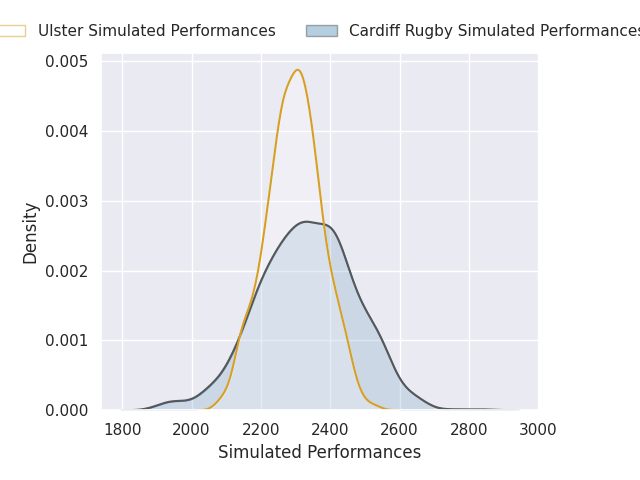 Ulster Simulated Performances Cardiff Rugby Simulated Performances
0.005
0.004
0.003
0.002
0.001
0.000
Density
1800 2000 2200 2400 2600 2800 3000
Simulated Performances